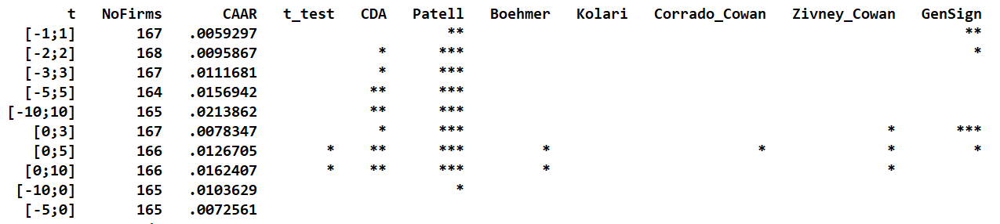 t NoFirms CAAR t_test CDA Patell Boehmer Kolari Corrado_Cowan Zivney_Cowan GenSign
[-1;1] 167 .0059297 ** **
[-2;2] 168 .0095867 * *** *
[-3;3] 167 .0111681 * ***
[-5;5] 164 .0156942 ** ***
[-10;10] 165 .0213862 ** ***
[0;3] 167 .0078347 * *** * ***
[0;5] 166 .0126705 * ** *** * * * *
[0;10] 166 .0162407 * ** *** * *
[-10;0] 165 .0103629 *
[-5;0] 165 .0072561